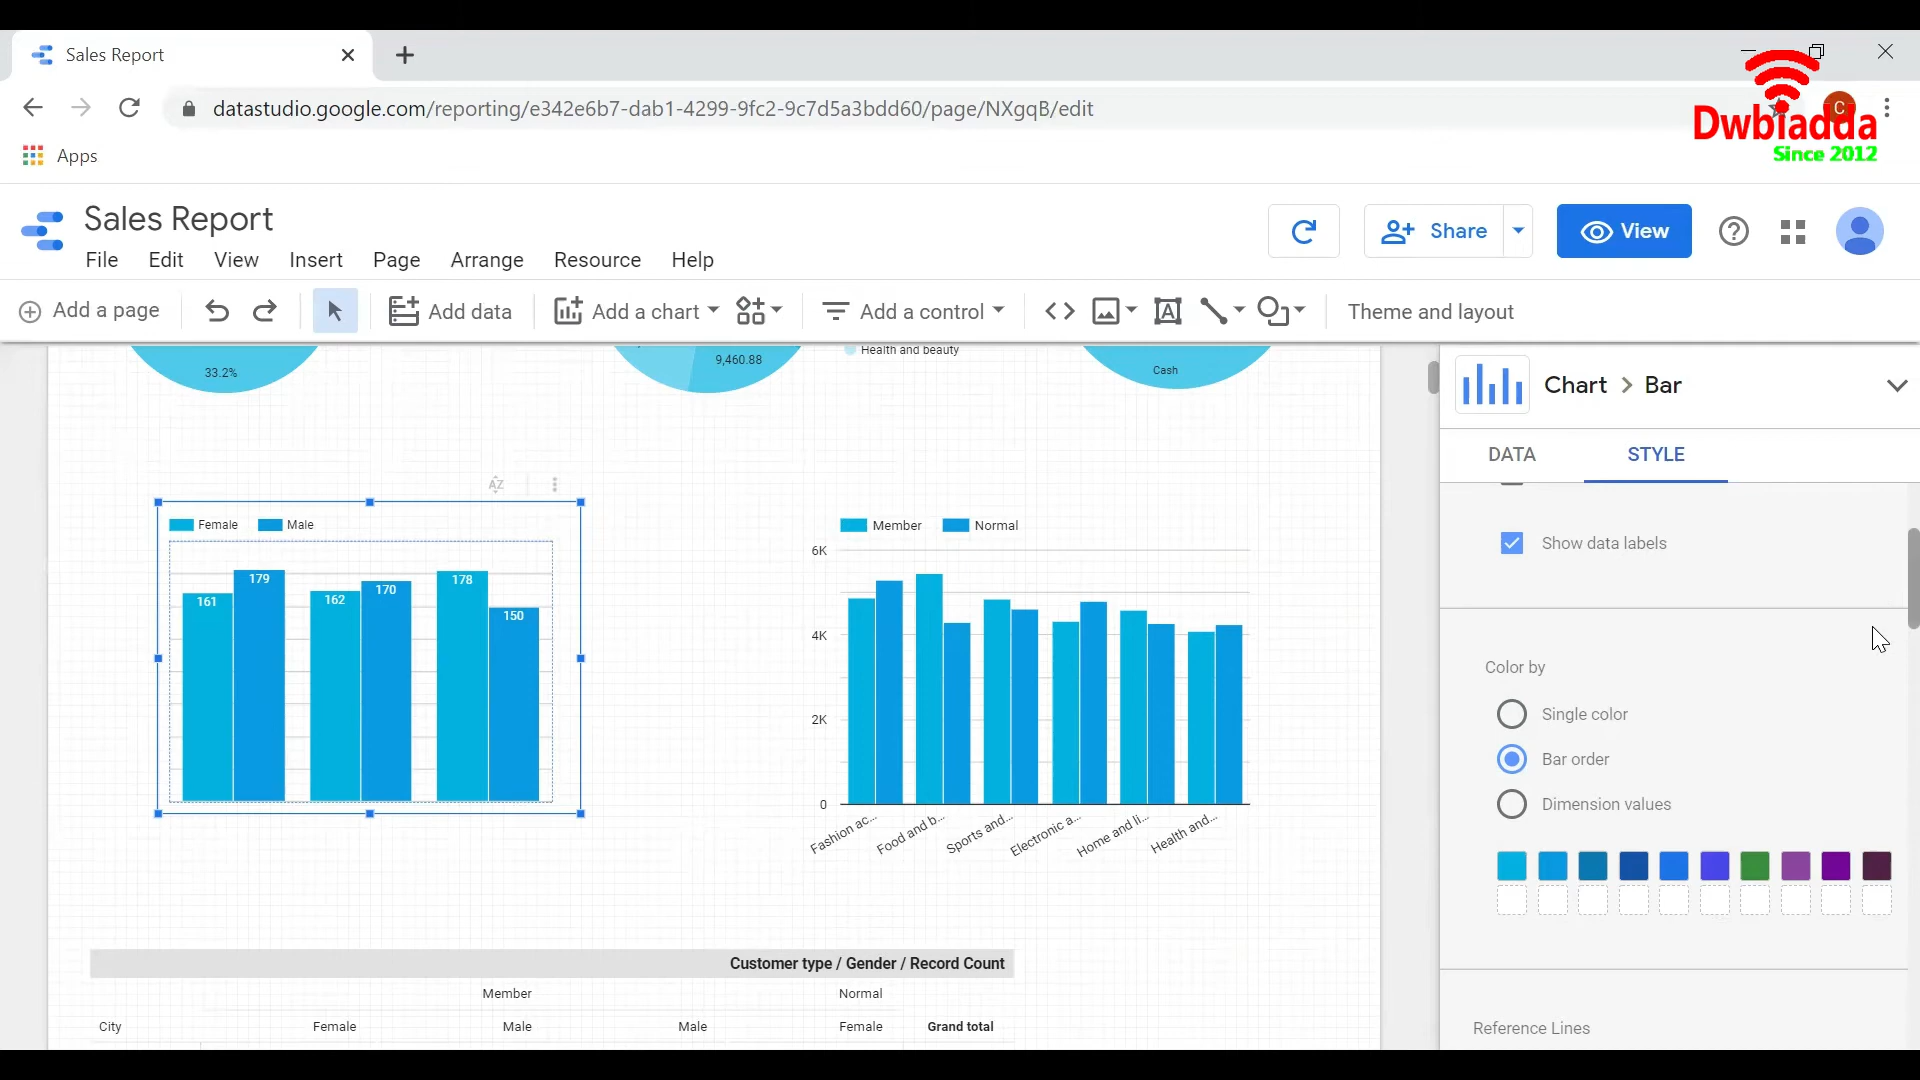 Sales Report
datastudio.google.com/reporting/e342e6b7-dab1-4299-9fc2-9c7d5a3bdd60/page/NXgqB/edit
C
Dwbiadda
Since 2012
Apps
Sales Report
Share
View
File Edit View Insert Page Arrange Resource Help
Add a page
Add data
Add a chart
Add a control
Theme and layout
33.2%
9,460.88
Health and beauty
Cash
Chart > Bar
DATA STYLE
AZ
Show data labels
Female Male
161 179 162 170 178 150
Member Normal
6K
4K
2K
0
Fashion ac... Food and b... Sports and... Electronic a... Home and li... Health and...
Color by
Single color
Bar order
Dimension values
Customer type / Gender / Record Count
Member Normal
City Female Male Male Female Grand total
Reference Lines